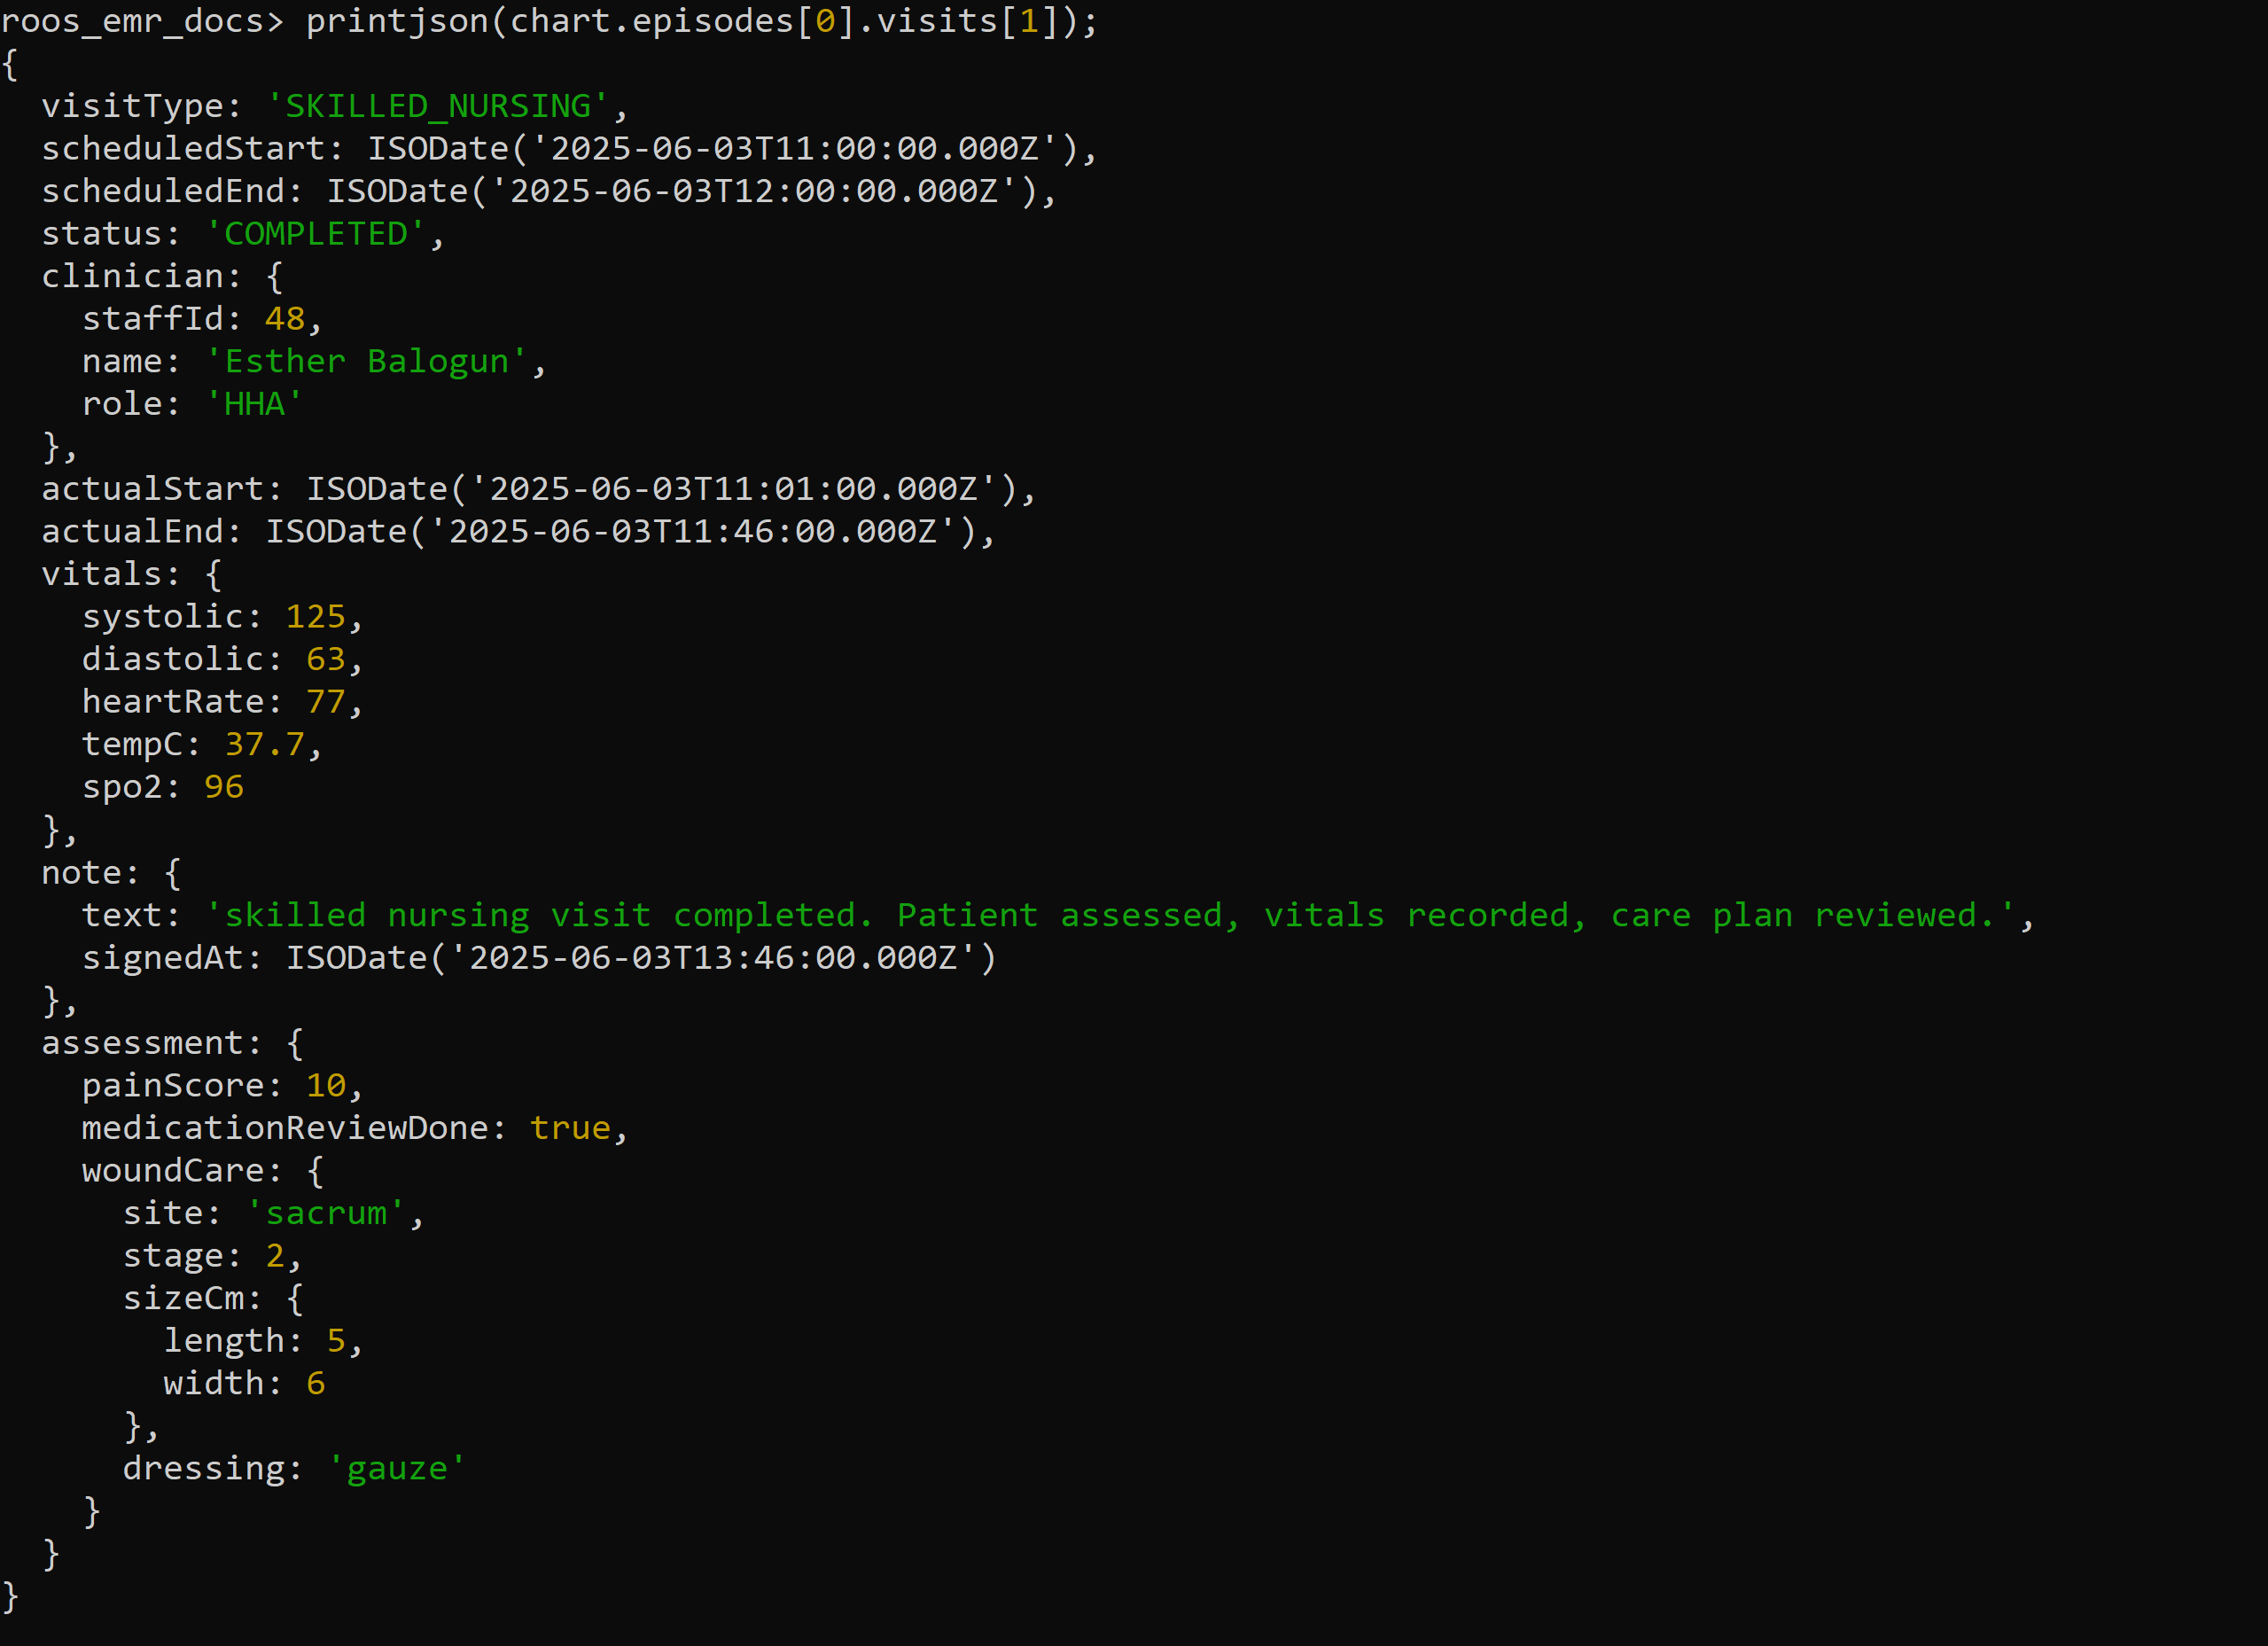 roos_emr_docs> printjson(chart.episodes[0].visits[1]);
{
  visitType: 'SKILLED_NURSING',
  scheduledStart: ISODate('2025-06-03T11:00:00.000Z'),
  scheduledEnd: ISODate('2025-06-03T12:00:00.000Z'),
  status: 'COMPLETED',
  clinician: {
    staffId: 48,
    name: 'Esther Balogun',
    role: 'HHA'
  },
  actualStart: ISODate('2025-06-03T11:01:00.000Z'),
  actualEnd: ISODate('2025-06-03T11:46:00.000Z'),
  vitals: {
    systolic: 125,
    diastolic: 63,
    heartRate: 77,
    tempC: 37.7,
    spo2: 96
  },
  note: {
    text: 'skilled nursing visit completed. Patient assessed, vitals recorded, care plan reviewed.',
    signedAt: ISODate('2025-06-03T13:46:00.000Z')
  },
  assessment: {
    painScore: 10,
    medicationReviewDone: true,
    woundCare: {
      site: 'sacrum',
      stage: 2,
      sizeCm: {
        length: 5,
        width: 6
      },
      dressing: 'gauze'
    }
  }
}